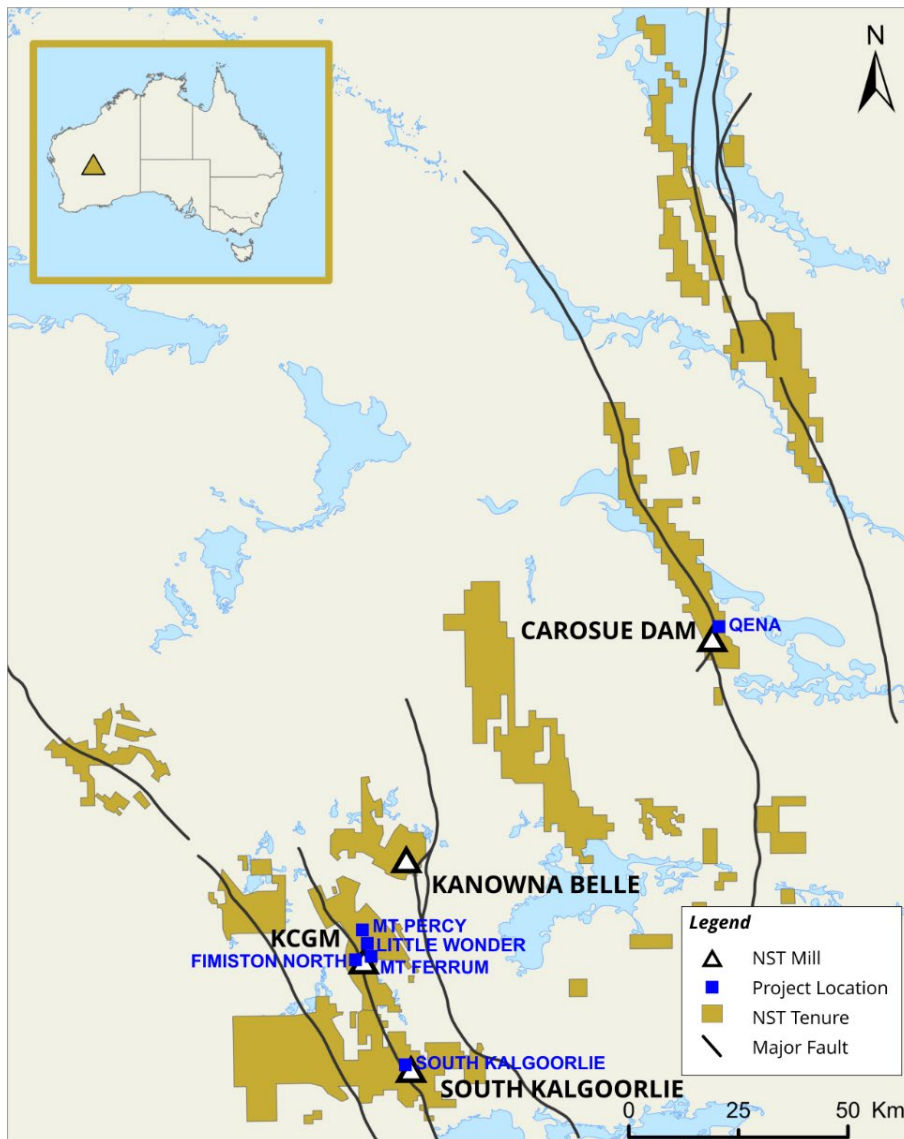 N
CAROSUE DAM
QENA
KANOWNA BELLE
MT PERCY
KCGM
LITTLE WONDER
FIMISTON NORTH
MT FERRUM
SOUTH KALGOORLIE
SOUTH KALGOORLIE
Legend
NST Mill
Project Location
NST Tenure
Major Fault
0 25 50 Km